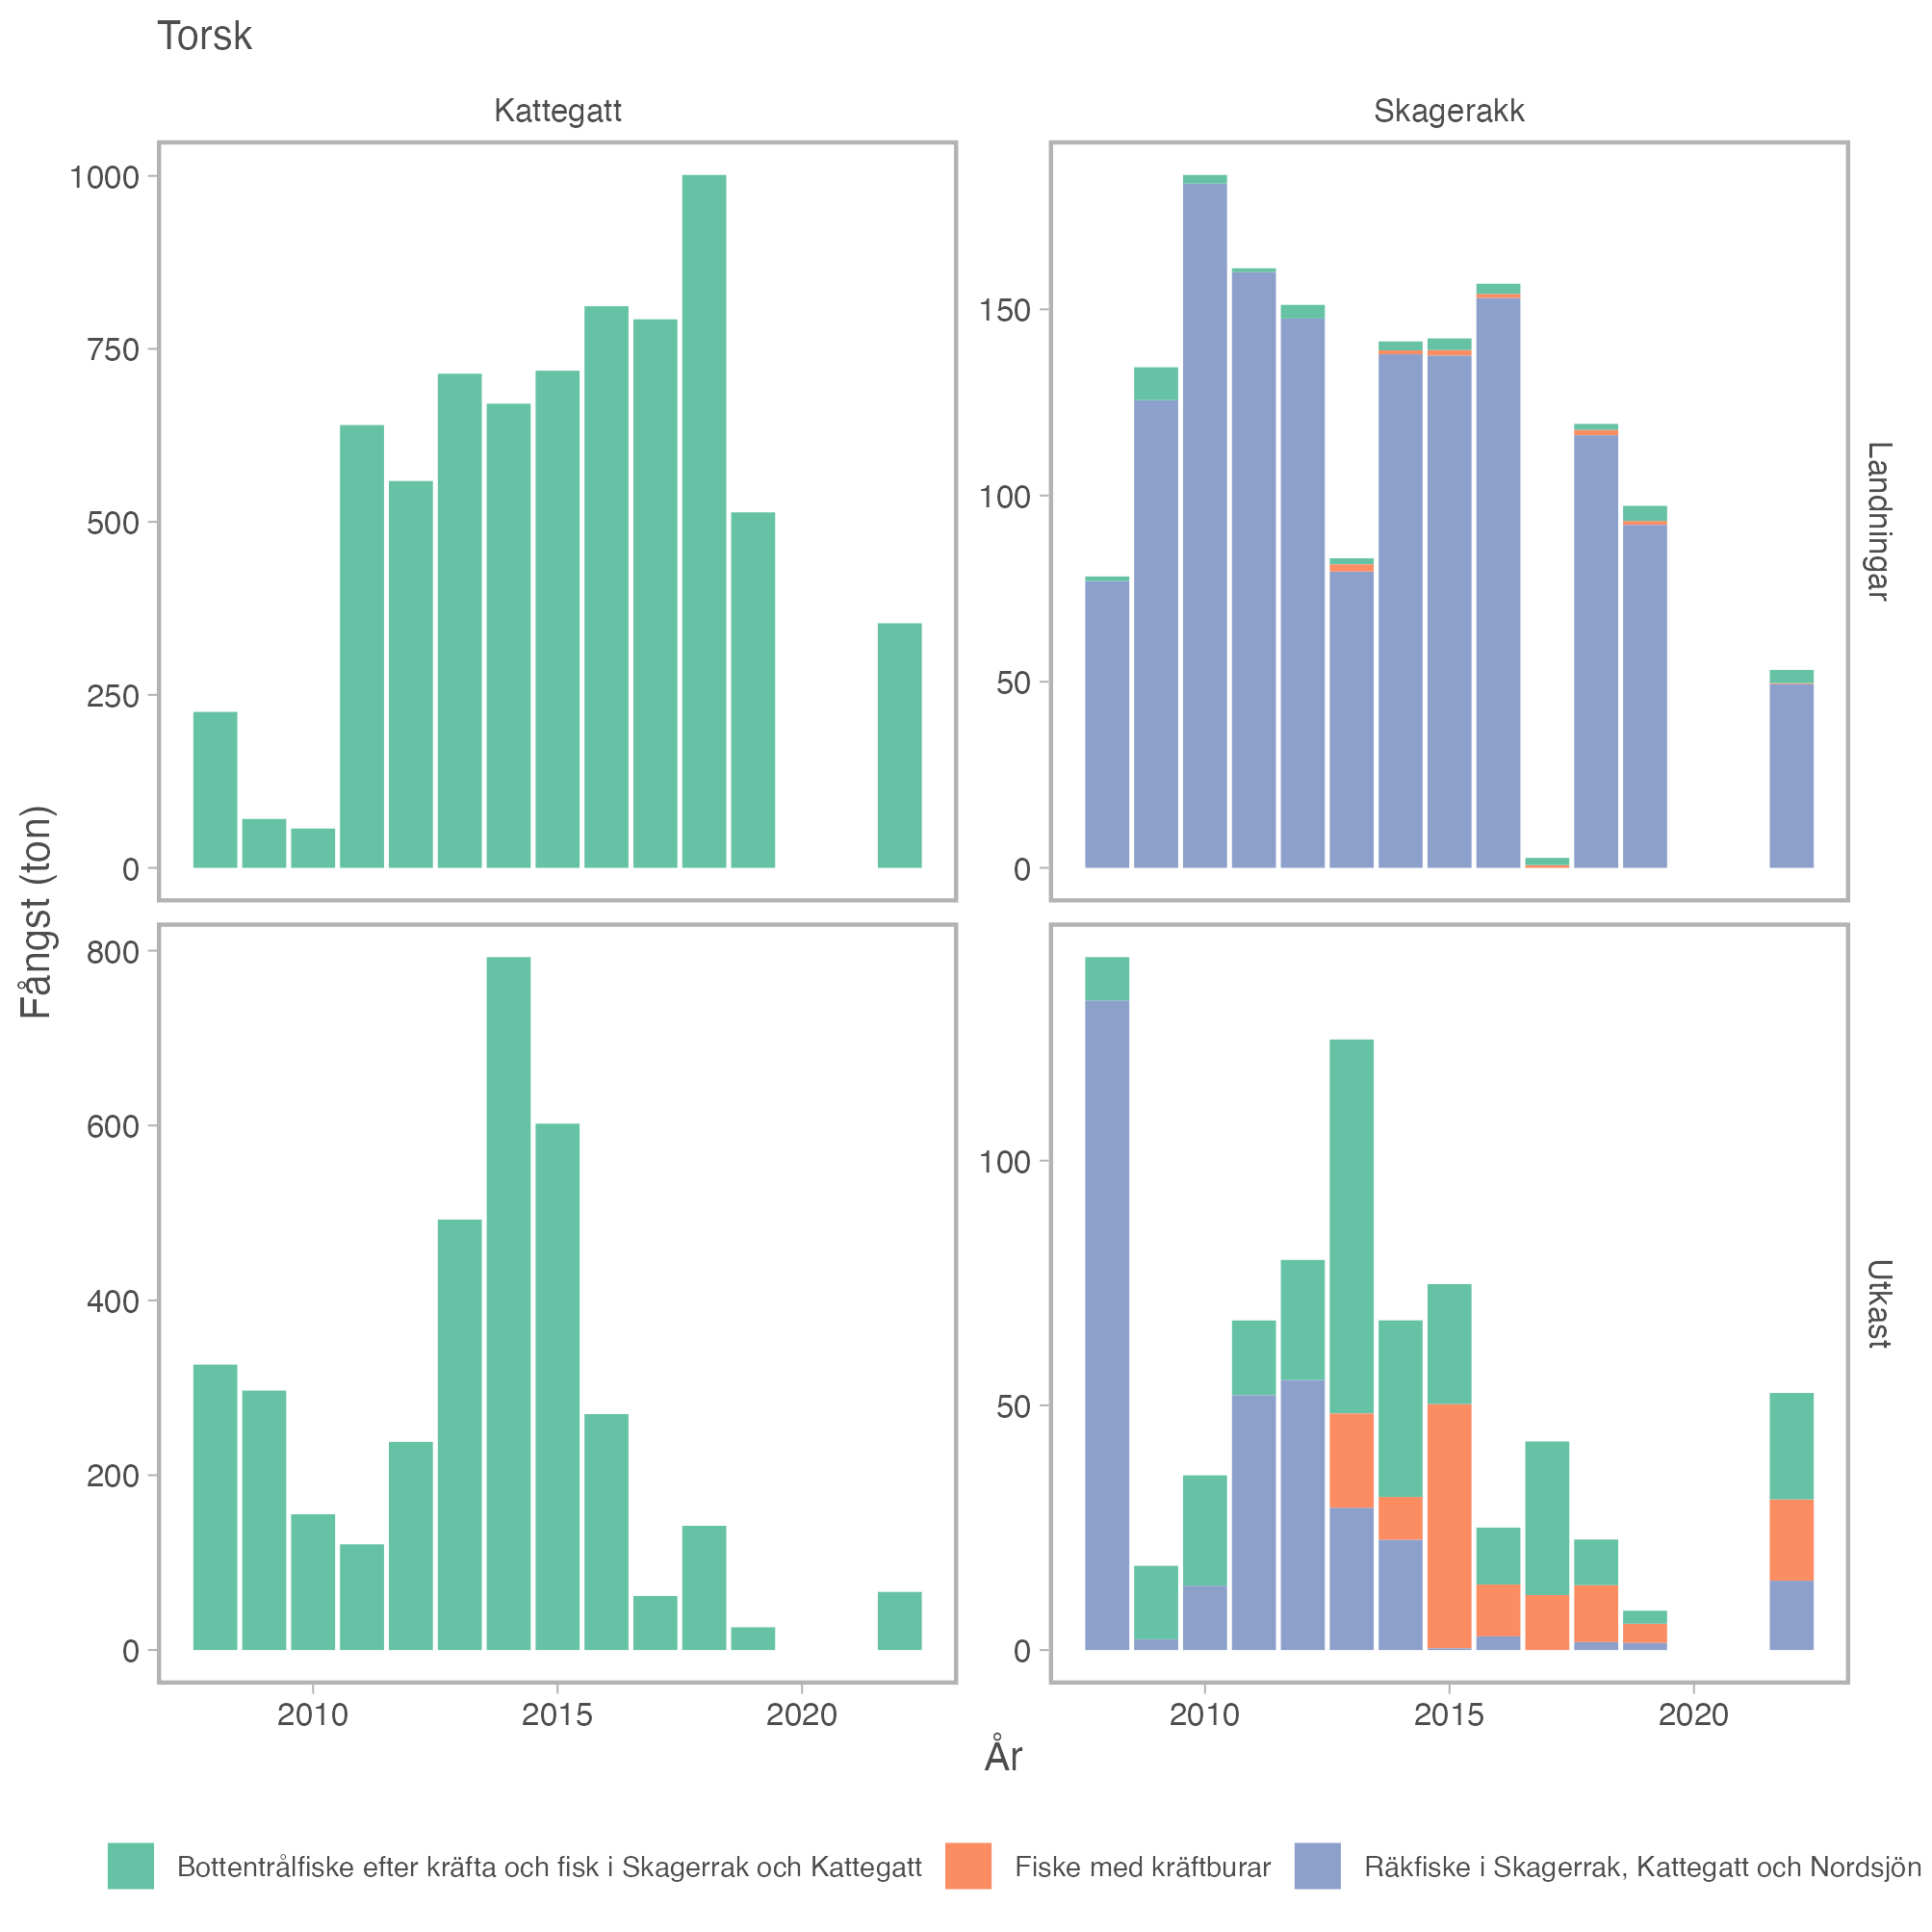 Torsk
Kattegatt
Skagerakk
1000
750
500
250
0
150
100
50
0
Landningar
Fångst (ton)
800
600
400
200
0
100
50
0
Utkast
2010
2015
2020
2010
2015
2020
År
Bottentrålfiske efter kräfta och fisk i Skagerrak och Kattegatt
Fiske med kräftburar
Räkfiske i Skagerrak, Kattegatt och Nordsjön